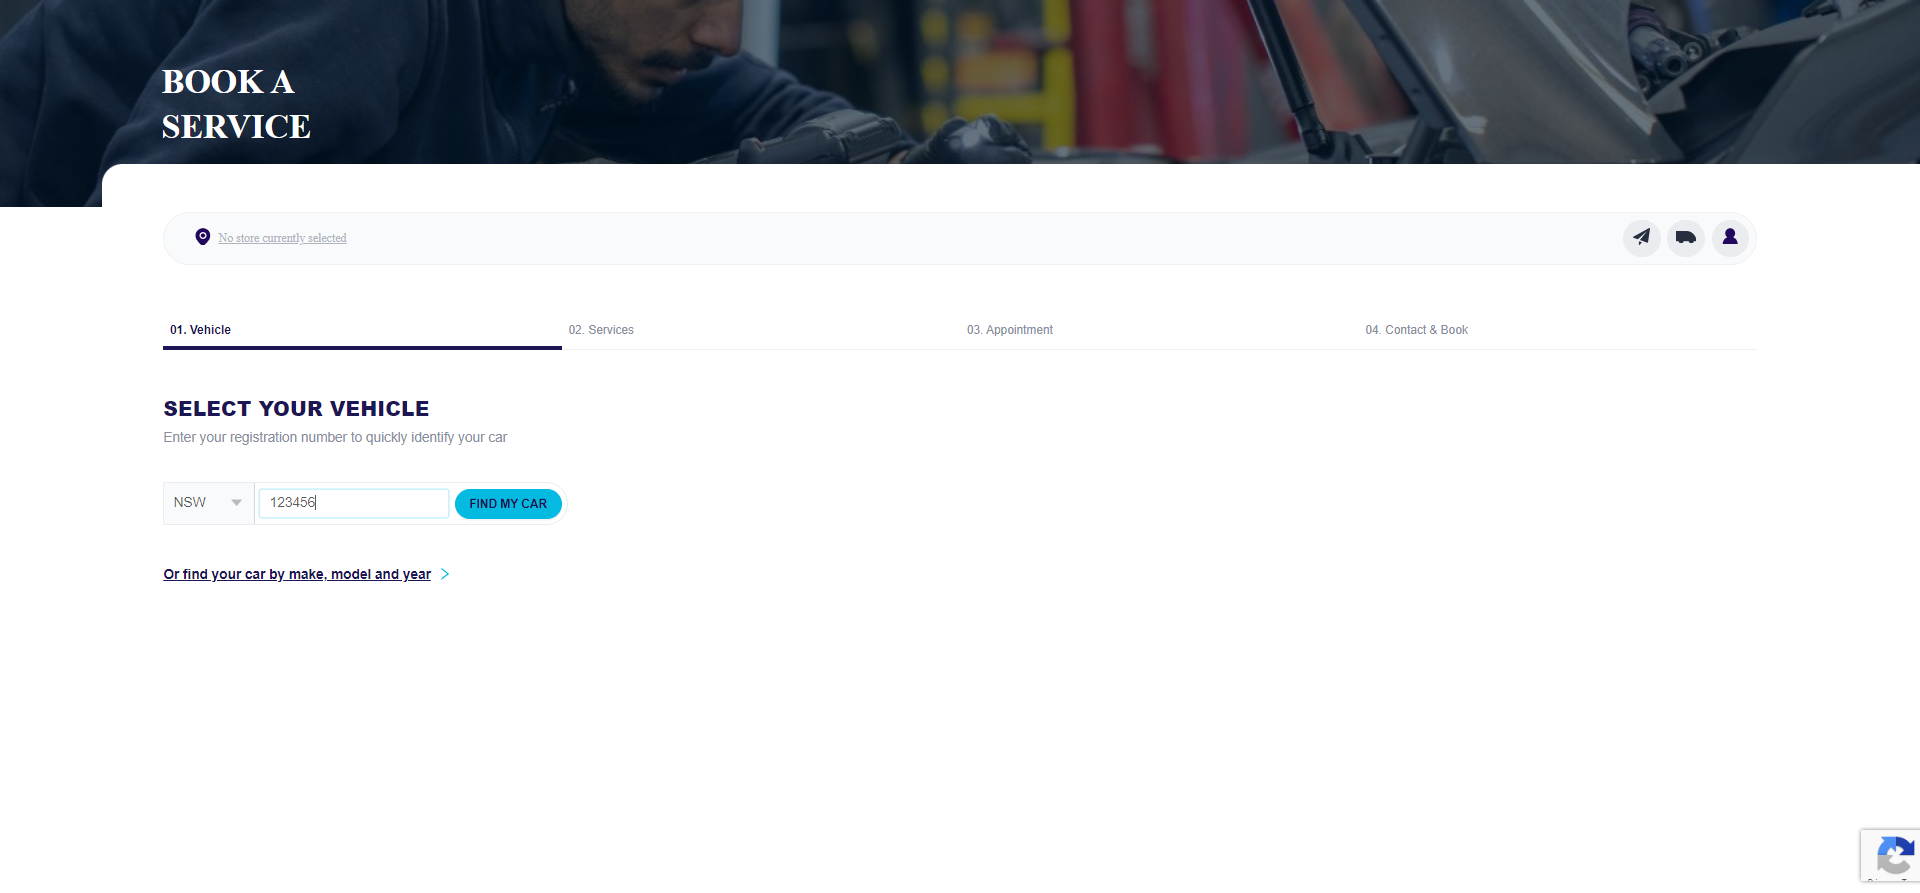 BOOK A
SERVICE
No store currently selected
01. Vehicle
02. Services
03. Appointment
04. Contact & Book
SELECT YOUR VEHICLE
Enter your registration number to quickly identify your car
NSW
123456
FIND MY CAR
Or find your car by make, model and year